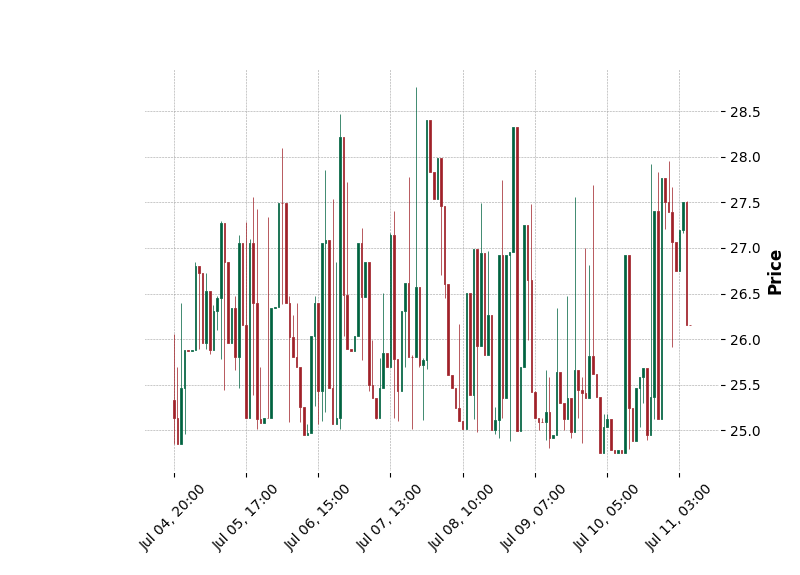 28.5
28.0
27.5
27.0
26.5
26.0
25.5
25.0
Price
Jul 04, 20:00
Jul 05, 17:00
Jul 06, 15:00
Jul 07, 13:00
Jul 08, 10:00
Jul 09, 07:00
Jul 10, 05:00
Jul 11, 03:00